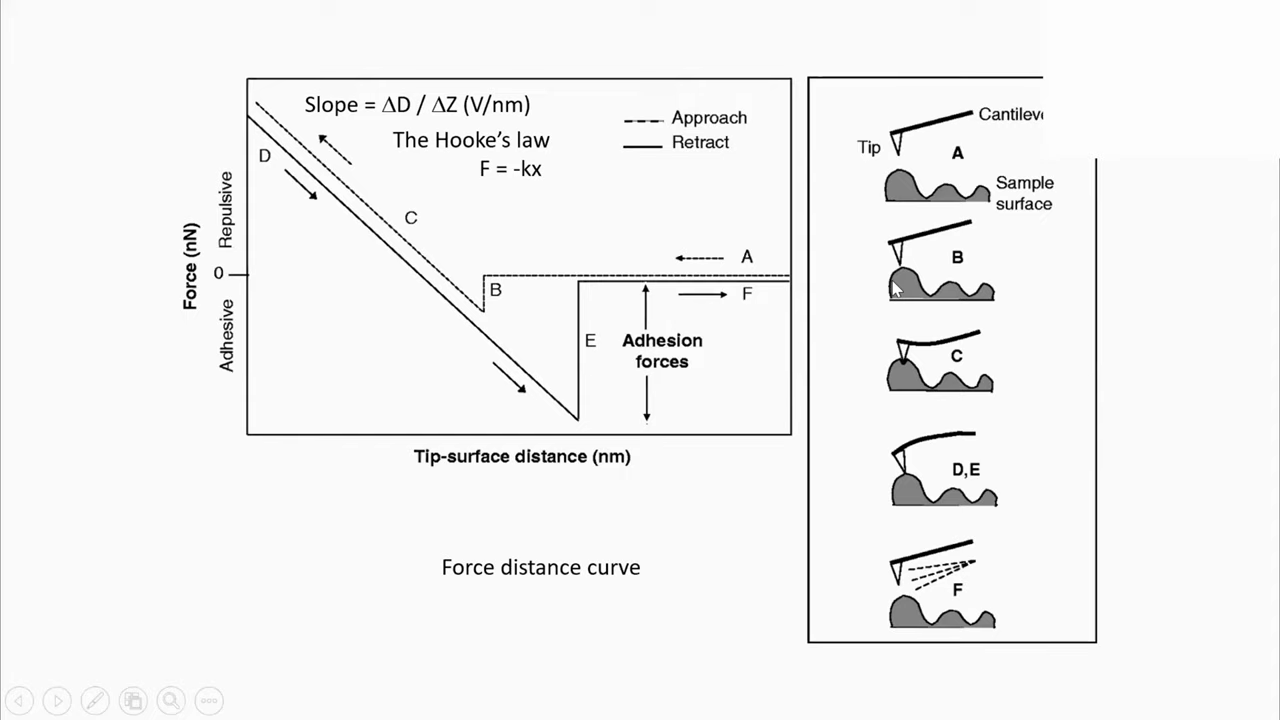 Slope = ΔD / ΔZ (V/nm)
The Hooke's law
F = -kx
Approach
Retract
D
C
A
B
F
E
Adhesion
forces
Force (nN)
Repulsive
0
Adhesive
Tip-surface distance (nm)
Force distance curve
Cantileve
Tip
A
Sample
surface
B
C
D,E
F